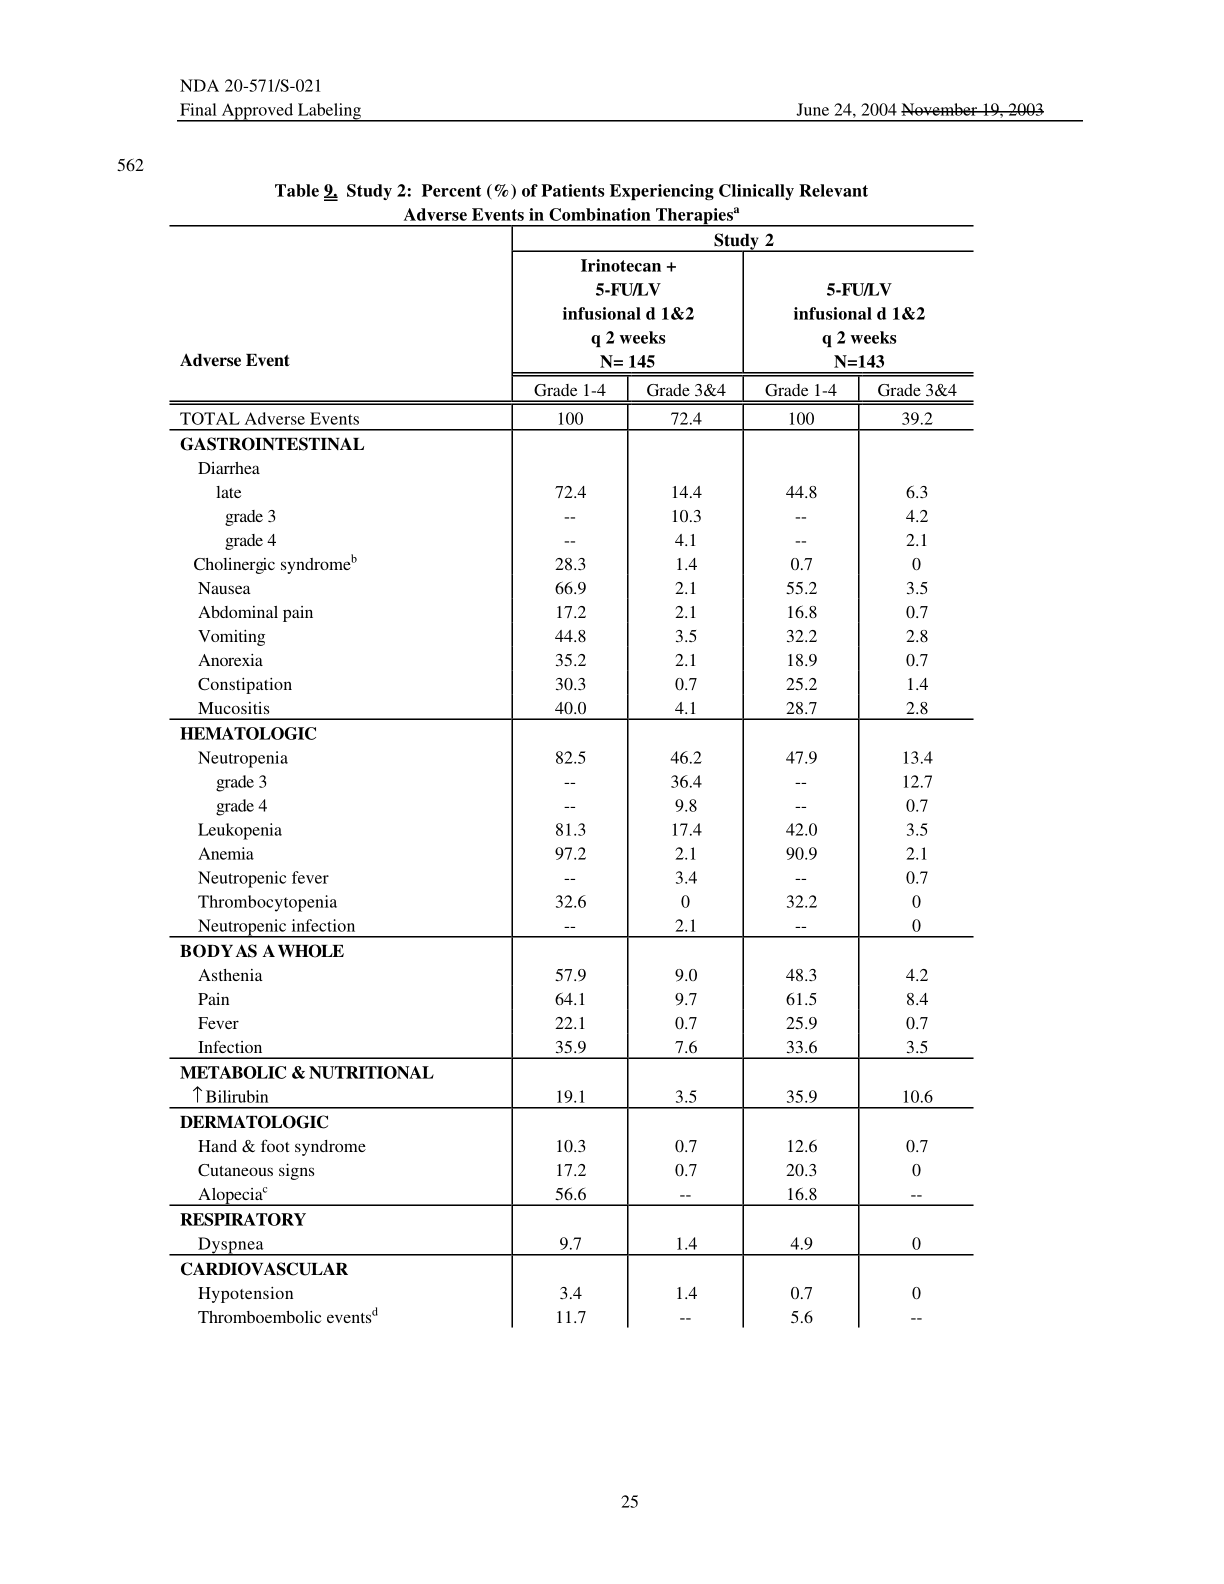 NDA 20-571/S-021
Final Approved Labeling June 24, 2004 November 19, 2003
562
Table 9. Study 2: Percent (%) of Patients Experiencing Clinically Relevant
Adverse Events in Combination Therapiesa
Study 2
Irinotecan +
5-FU/LV 5-FU/LV
infusional d 1&2 infusional d 1&2
q 2 weeks q 2 weeks
Adverse Event N= 145 N=143
Grade 1-4 Grade 3&4 Grade 1-4 Grade 3&4
TOTAL Adverse Events 100 72.4 100 39.2
GASTROINTESTINAL
Diarrhea
late 72.4 14.4 44.8 6.3
grade 3 -- 10.3 -- 4.2
grade 4 -- 4.1 -- 2.1
Cholinergic syndromeb 28.3 1.4 0.7 0
Nausea 66.9 2.1 55.2 3.5
Abdominal pain 17.2 2.1 16.8 0.7
Vomiting 44.8 3.5 32.2 2.8
Anorexia 35.2 2.1 18.9 0.7
Constipation 30.3 0.7 25.2 1.4
Mucositis 40.0 4.1 28.7 2.8
HEMATOLOGIC
Neutropenia 82.5 46.2 47.9 13.4
grade 3 -- 36.4 -- 12.7
grade 4 -- 9.8 -- 0.7
Leukopenia 81.3 17.4 42.0 3.5
Anemia 97.2 2.1 90.9 2.1
Neutropenic fever -- 3.4 -- 0.7
Thrombocytopenia 32.6 0 32.2 0
Neutropenic infection -- 2.1 -- 0
BODY AS A WHOLE
Asthenia 57.9 9.0 48.3 4.2
Pain 64.1 9.7 61.5 8.4
Fever 22.1 0.7 25.9 0.7
Infection 35.9 7.6 33.6 3.5
METABOLIC & NUTRITIONAL
↑ Bilirubin 19.1 3.5 35.9 10.6
DERMATOLOGIC
Hand & foot syndrome 10.3 0.7 12.6 0.7
Cutaneous signs 17.2 0.7 20.3 0
Alopeciac 56.6 -- 16.8 --
RESPIRATORY
Dyspnea 9.7 1.4 4.9 0
CARDIOVASCULAR
Hypotension 3.4 1.4 0.7 0
Thromboembolic eventsd 11.7 -- 5.6 --
25